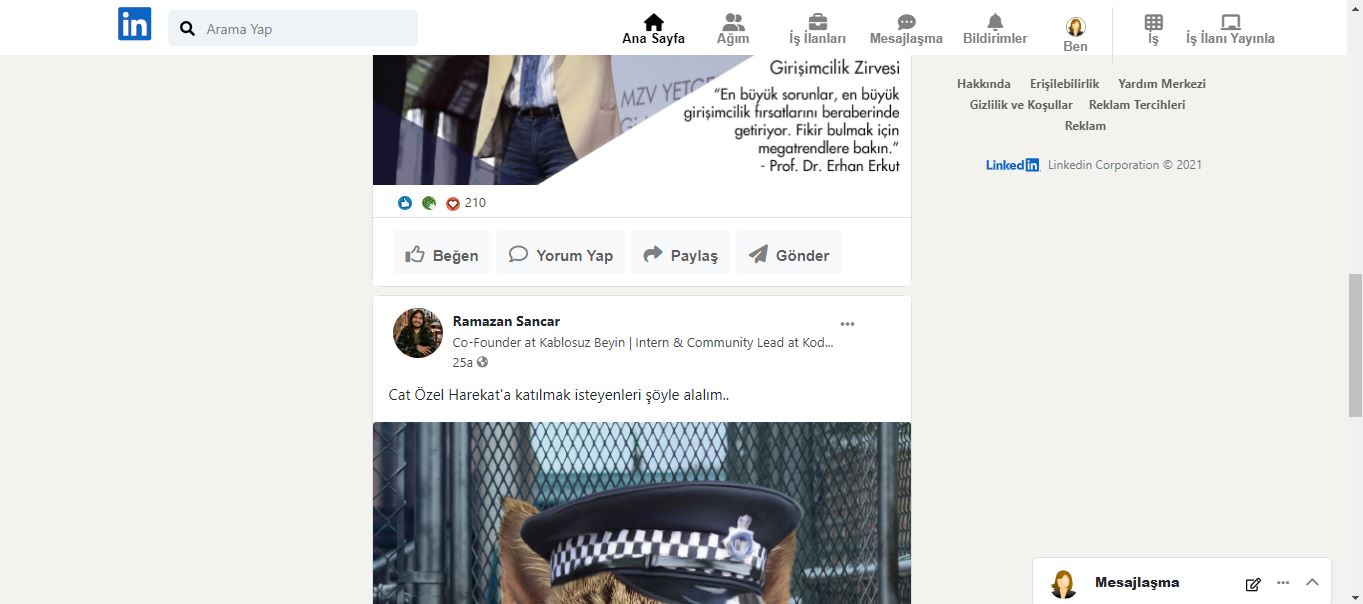 in
Arama Yap
Ana Sayfa
Ağım
İş İlanları
Mesajlaşma
Bildirimler
Ben
İş
İş İlanı Yayınla
MZV YETGE
Girişimcilik Zirvesi
“En büyük sorunlar, en büyük
girişimcilik fırsatlarını beraberinde
getiriyor. Fikir bulmak için
megatrendlere bakın.”
- Prof. Dr. Erhan Erkut
210
Beğen
Yorum Yap
Paylaş
Gönder
Ramazan Sancar
Co-Founder at Kablosuz Beyin | Intern & Community Lead at Kod...
25a
Cat Özel Harekat'a katılmak isteyenleri şöyle alalım..
Hakkında Erişilebilirlik Yardım Merkezi
Gizlilik ve Koşullar Reklam Tercihleri
Reklam
Linkedin Linkedin Corporation © 2021
Mesajlaşma